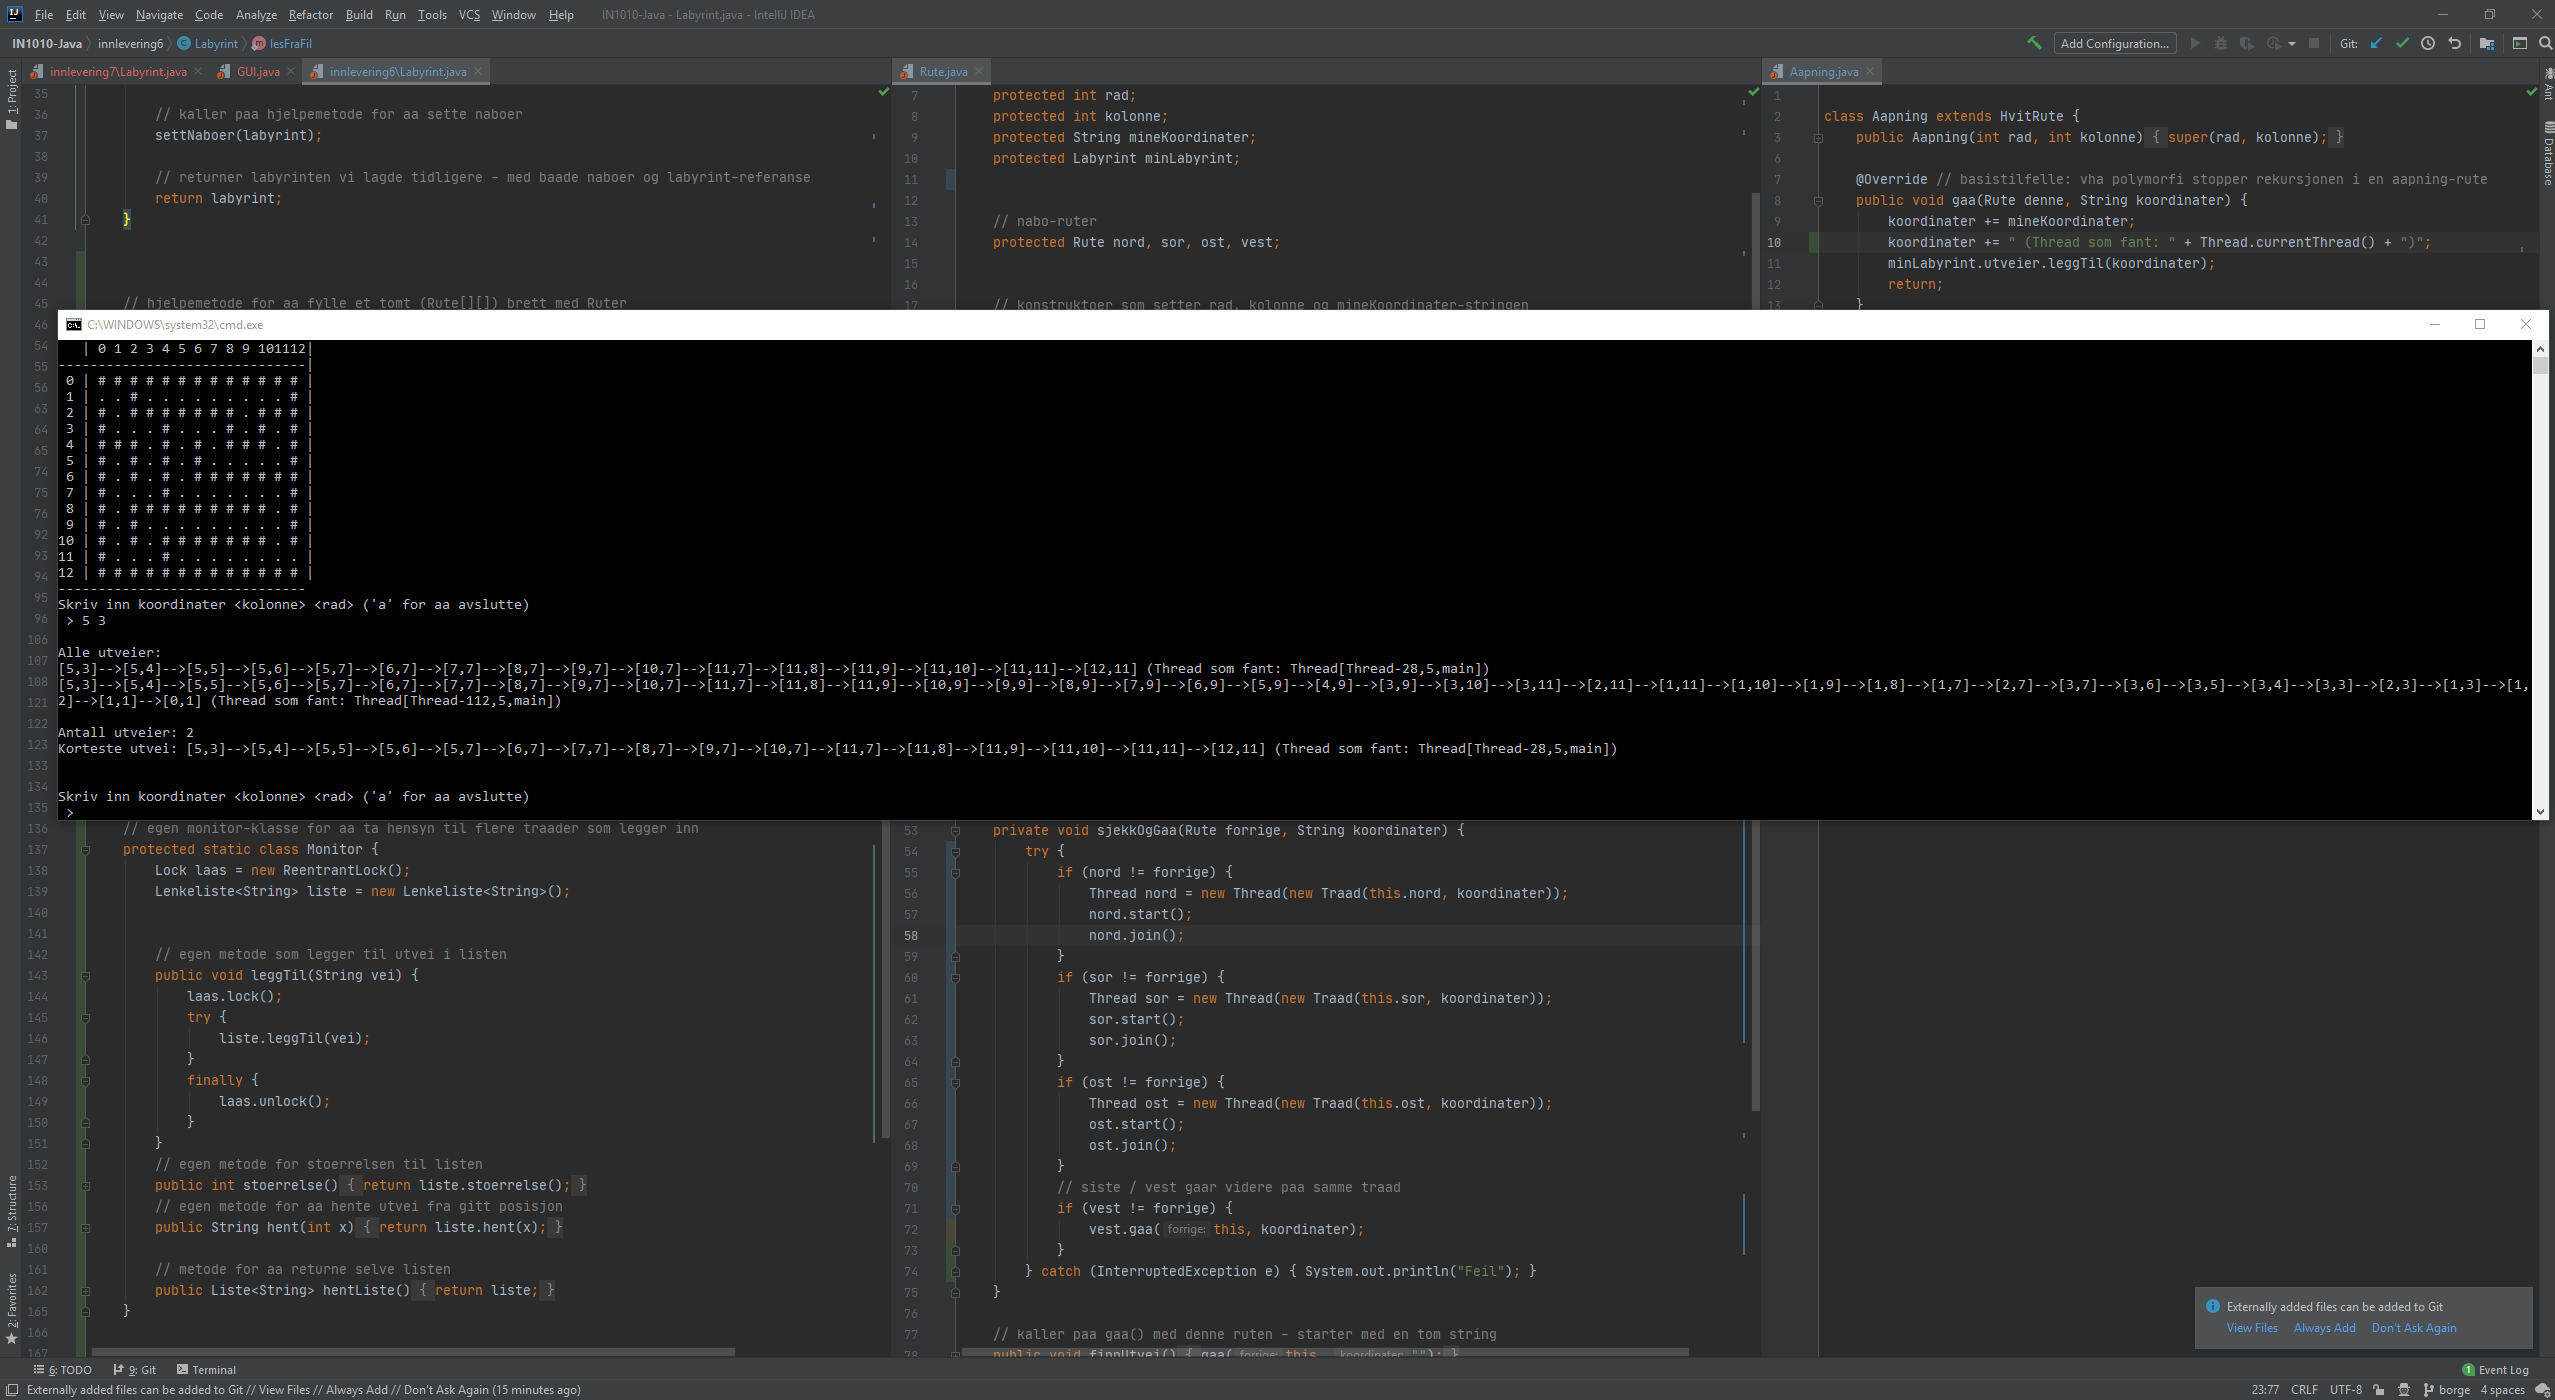 File Edit View Navigate Code Analyze Refactor Build Run Tools VCS Window Help IN1010-Java - Labyrint.java - IntelliJ IDEA
IN1010-Java innlevering6 Labyrint lesFraFil Add Configuration... Git:
innlevering7\Labyrint.java GUI.java innlevering6\Labyrint.java Rute.java Aapning.java
1: Project
35
36 // kaller paa hjelpemetode for aa sette naboer
37 settNaboer(labyrint);
38
39 // returner labyrinten vi lagde tidligere - med baade naboer og labyrint-referanse
40 return labyrint;
41 }
42
43
44
45 // hjelpemetode for aa fylle et tomt (Rute[][]) brett med Ruter
7 protected int rad;
8 protected int kolonne;
9 protected String mineKoordinater;
10 protected Labyrint minLabyrint;
11
12
13 // nabo-ruter
14 protected Rute nord, sor, ost, vest;
15
16
17 // konstruktoer som setter rad, kolonne og mineKoordinater-stringen
1
2 class Aapning extends HvitRute {
3 public Aapning(int rad, int kolonne) { super(rad, kolonne); }
6
7 @Override // basistilfelle: vha polymorfi stopper rekursjonen i en aapning-rute
8 public void gaa(Rute denne, String koordinater) {
9 koordinater += mineKoordinater;
10 koordinater += " (Thread som fant: " + Thread.currentThread() + ")";
11 minLabyrint.utveier.leggTil(koordinater);
12 return;
13 }
Ant
Database
46
54
55
56
63
64
65
74
75
76
92
93
94
95
96
106
107
108
121
122
123
133
134
135
C:\WINDOWS\system32\cmd.exe
| 0 1 2 3 4 5 6 7 8 9 101112|
-------------------------------|
0 | # # # # # # # # # # # # # |
1 | . . # . . . . . . . . . # |
2 | # . # # # # # # # . # # # |
3 | # . . . # . . . # . # . # |
4 | # # # . # . # . # # # . # |
5 | # . # . # . # . . . . . # |
6 | # . # . # . # # # # # # # |
7 | # . . . # . . . . . . . # |
8 | # . # # # # # # # # # . # |
9 | # . # . . . . . . . . . # |
10 | # . # . # # # # # # # . # |
11 | # . . . # . . . . . . . . |
12 | # # # # # # # # # # # # # |
-------------------------------
Skriv inn koordinater <kolonne> <rad> ('a' for aa avslutte)
> 5 3
Alle utveier:
[5,3]-->[5,4]-->[5,5]-->[5,6]-->[5,7]-->[6,7]-->[7,7]-->[8,7]-->[9,7]-->[10,7]-->[11,7]-->[11,8]-->[11,9]-->[11,10]-->[11,11]-->[12,11] (Thread som fant: Thread[Thread-28,5,main])
[5,3]-->[5,4]-->[5,5]-->[5,6]-->[5,7]-->[6,7]-->[7,7]-->[8,7]-->[9,7]-->[10,7]-->[11,7]-->[11,8]-->[11,9]-->[10,9]-->[9,9]-->[8,9]-->[7,9]-->[6,9]-->[5,9]-->[4,9]-->[3,9]-->[3,10]-->[3,11]-->[2,11]-->[1,11]-->[1,10]-->[1,9]-->[1,8]-->[1,7]-->[2,7]-->[3,7]-->[3,6]-->[3,5]-->[3,4]-->[3,3]-->[2,3]-->[1,3]-->[1,
2]-->[1,1]-->[0,1] (Thread som fant: Thread[Thread-112,5,main])
Antall utveier: 2
Korteste utvei: [5,3]-->[5,4]-->[5,5]-->[5,6]-->[5,7]-->[6,7]-->[7,7]-->[8,7]-->[9,7]-->[10,7]-->[11,7]-->[11,8]-->[11,9]-->[11,10]-->[11,11]-->[12,11] (Thread som fant: Thread[Thread-28,5,main])
Skriv inn koordinater <kolonne> <rad> ('a' for aa avslutte)
>
136 // egen monitor-klasse for aa ta hensyn til flere traader som legger inn
137 protected static class Monitor {
138 Lock laas = new ReentrantLock();
139 Lenkeliste<String> liste = new Lenkeliste<String>();
140
141
142 // egen metode som legger til utvei i listen
143 public void leggTil(String vei) {
144 laas.lock();
145 try {
146 liste.leggTil(vei);
147 }
148 finally {
149 laas.unlock();
150 }
151 }
152 // egen metode for stoerrelsen til listen
153 public int stoerrelse() { return liste.stoerrelse(); }
156 // egen metode for aa hente utvei fra gitt posisjon
157 public String hent(int x) { return liste.hent(x); }
160
161 // metode for aa returne selve listen
162 public Liste<String> hentListe() { return liste; }
165 }
166
167
53 private void sjekkOgGaa(Rute forrige, String koordinater) {
54 try {
55 if (nord != forrige) {
56 Thread nord = new Thread(new Traad(this.nord, koordinater));
57 nord.start();
58 nord.join();
59 }
60 if (sor != forrige) {
61 Thread sor = new Thread(new Traad(this.sor, koordinater));
62 sor.start();
63 sor.join();
64 }
65 if (ost != forrige) {
66 Thread ost = new Thread(new Traad(this.ost, koordinater));
67 ost.start();
68 ost.join();
69 }
70 // siste / vest gaar videre paa samme traad
71 if (vest != forrige) {
72 vest.gaa( forrige: this, koordinater);
73 }
74 } catch (InterruptedException e) { System.out.println("Feil"); }
75 }
76
77 // kaller paa gaa() med denne ruten - starter med en tom string
78 public void finnUtvei() { gaa( forrige: this, koordinater: ""); }
7: Structure
2: Favorites
Externally added files can be added to Git
View Files Always Add Don't Ask Again
6: TODO 9: Git Terminal 1 Event Log
Externally added files can be added to Git // View Files // Always Add // Don't Ask Again (15 minutes ago) 23:77 CRLF UTF-8 borge 4 spaces